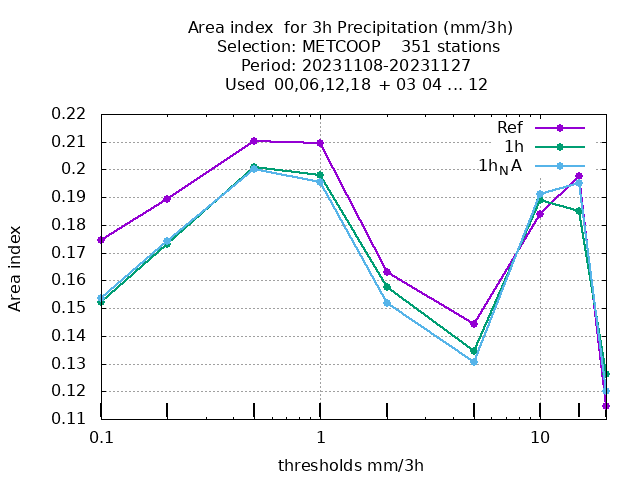 Area index  for 3h Precipitation (mm/3h)
Selection: METCOOP    351 stations
Period: 20231108-20231127
Used  00,06,12,18 + 03 04 ... 12
Ref
1h
1h_NA
0.22
0.21
0.2
0.19
0.18
0.17
0.16
0.15
0.14
0.13
0.12
0.11
Area index
0.1 1 10
thresholds mm/3h